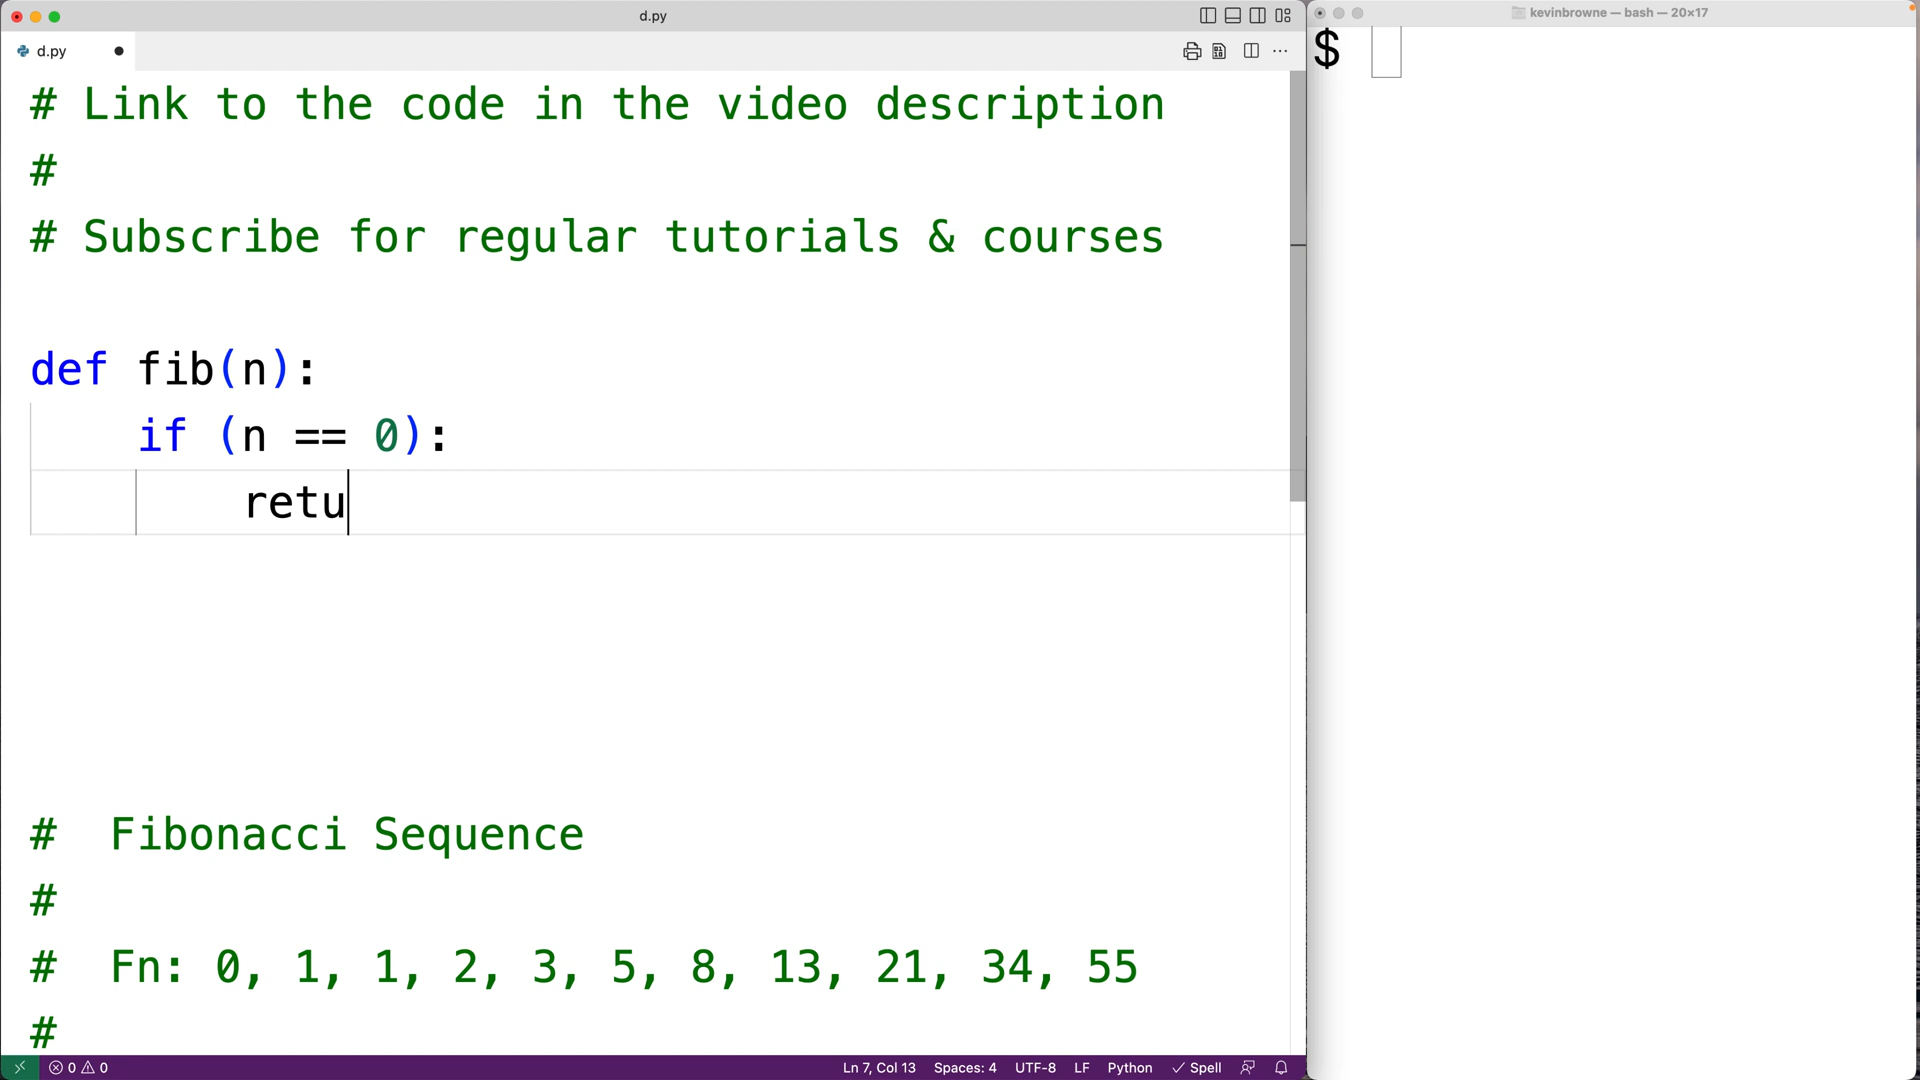 d.py
d.py
# Link to the code in the video description
#
# Subscribe for regular tutorials & courses
def fib(n):
if (n == 0):
retu
# Fibonacci Sequence
#
# Fn: 0, 1, 1, 2, 3, 5, 8, 13, 21, 34, 55
#
0 0 Ln 7, Col 13 Spaces: 4 UTF-8 LF Python Spell
kevinbrowne — bash — 20×17
$